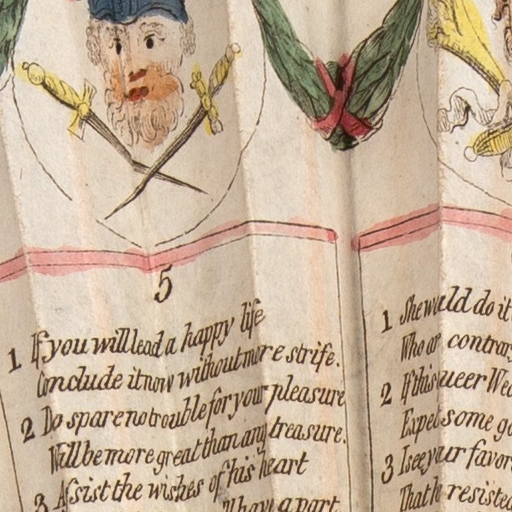 5
1 If you will lead a happy life
Conclude it now without more strife.
2 Do spare no trouble for your pleasure
Will be more great than any treasure.
3 Assist the wishes of his heart
have a part
1 She would do it
Who ar contrary
2 If this queer Wed
Expect some go
3 I see your favor
That h resisted